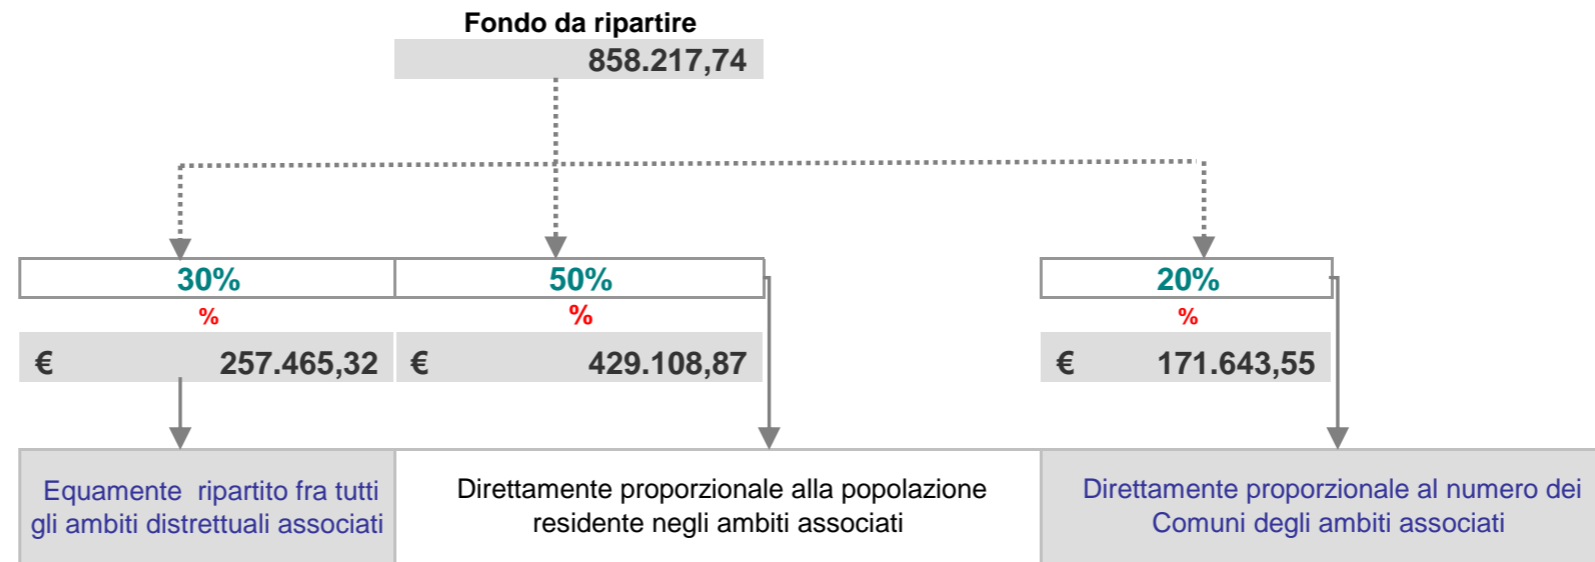 Fondo da ripartire
858.217,74
30% 50% 20%
% % %
€ 257.465,32 € 429.108,87 € 171.643,55
Equamente ripartito fra tutti
gli ambiti distrettuali associati
Direttamente proporzionale alla popolazione
residente negli ambiti associati
Direttamente proporzionale al numero dei
Comuni degli ambiti associati